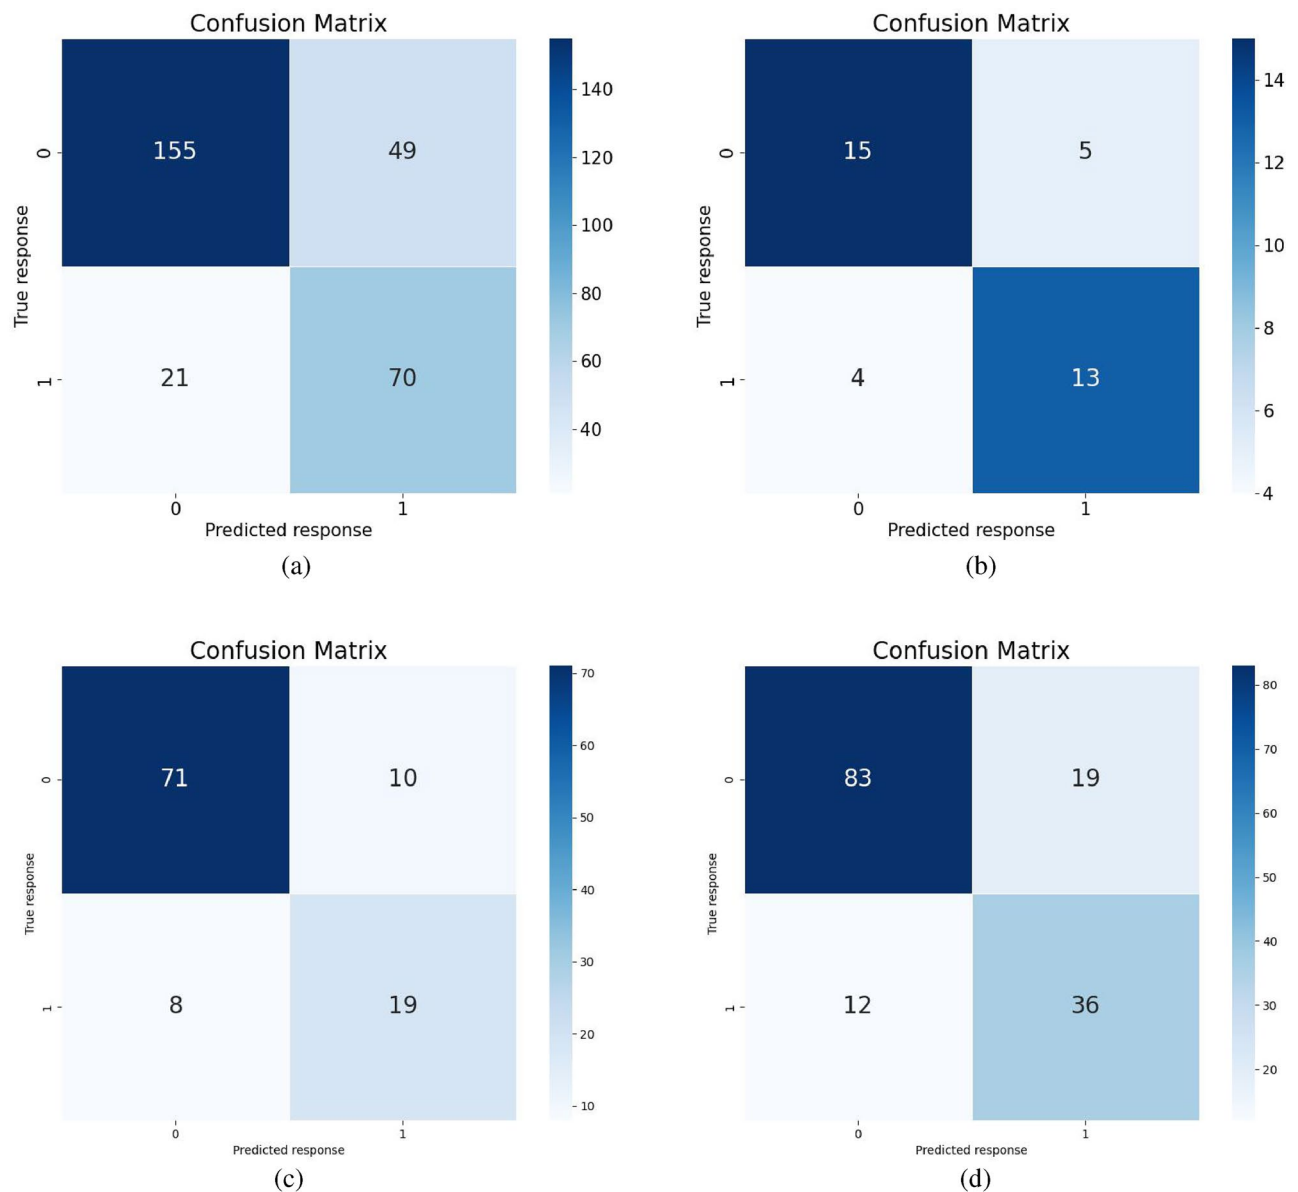 Confusion Matrix
155 49
21 70
0
1
True response
0 1
Predicted response
140
120
100
80
60
40
(a)
Confusion Matrix
15 5
4 13
0
1
True response
0 1
Predicted response
14
12
10
8
6
4
(b)
Confusion Matrix
71 10
8 19
0
1
True response
0 1
Predicted response
70
60
50
40
30
20
10
(c)
Confusion Matrix
83 19
12 36
0
1
True response
0 1
Predicted response
80
70
60
50
40
30
20
(d)